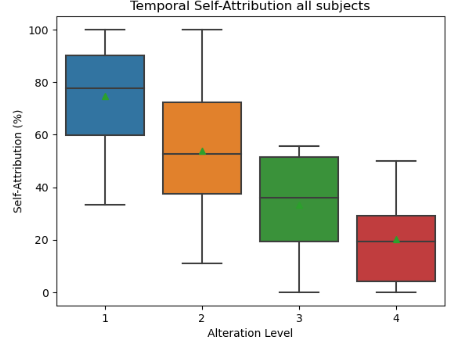 Temporal Self-Attribution all subjects
100
80
60
40
20
0
Self-Attribution (%)
1 2 3 4
Alteration Level